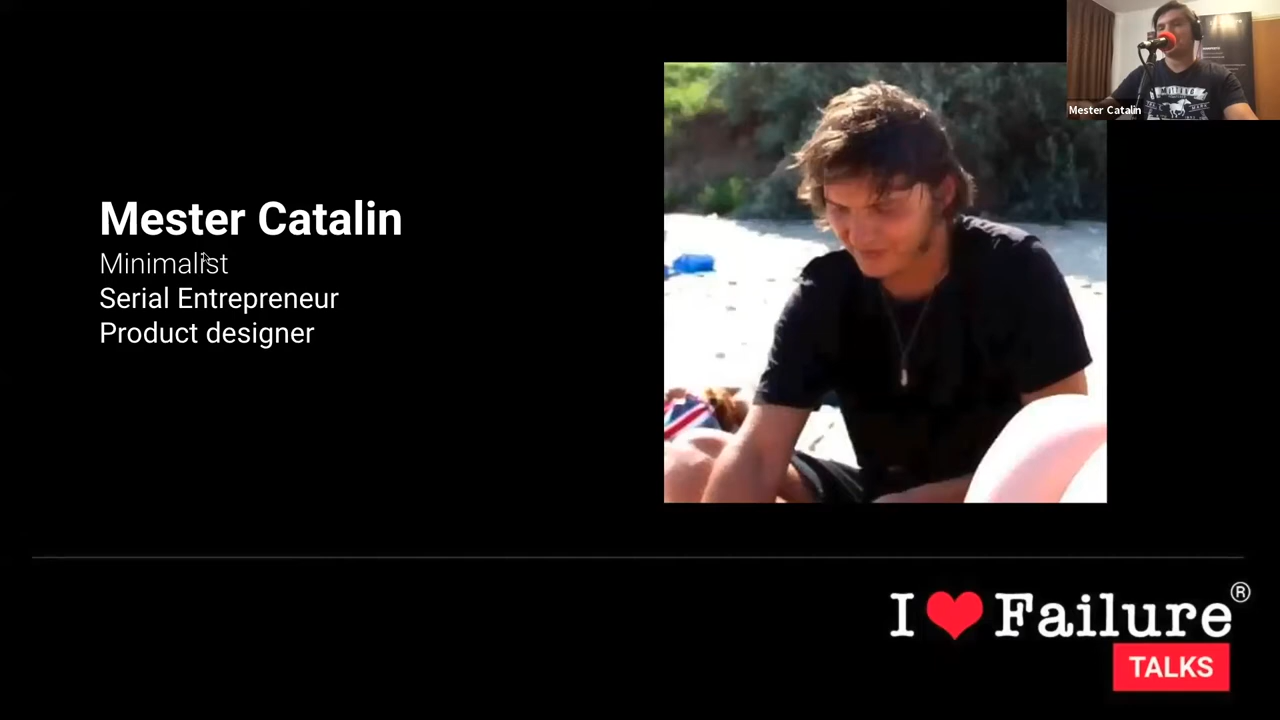 Mester Catalin
Minimalist
Serial Entrepreneur
Product designer
Mester Catalin
I ❤ Failure®
TALKS